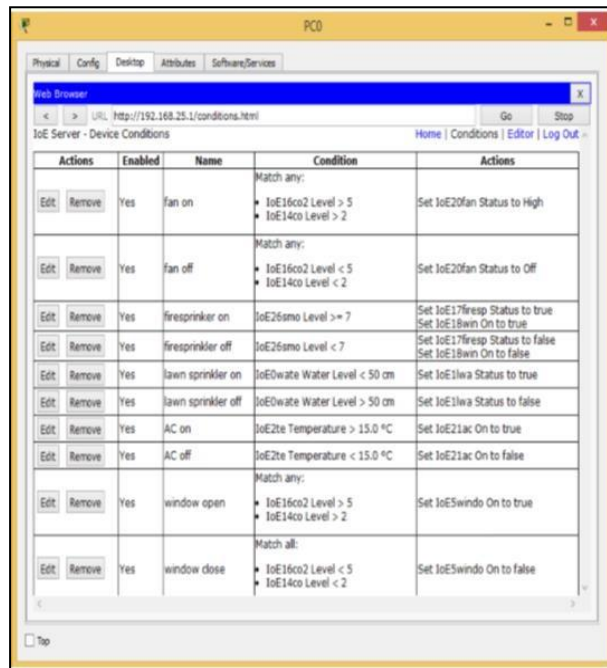 PC0
Physical Config Desktop Attributes Software/Services
Web Browser X
< > URL http://192.168.25.1/conditions.html Go Stop
IoE Server - Device Conditions Home | Conditions | Editor | Log Out
Actions Enabled Name Condition Actions
Edit Remove Yes fan on Match any:
• IoE16co2 Level > 5
• IoE14co Level > 2
Set IoE20fan Status to High
Edit Remove Yes fan off Match any:
• IoE16co2 Level < 5
• IoE14co Level < 2
Set IoE20fan Status to Off
Edit Remove Yes firesprinker on IoE26smo Level >= 7 Set IoE17firesp Status to true
Set IoE18win On to true
Edit Remove Yes firesprinkler off IoE26smo Level < 7 Set IoE17firesp Status to false
Set IoE18win On to false
Edit Remove Yes lawn sprinkler on IoE0wate Water Level < 50 cm Set IoE1lwa Status to true
Edit Remove Yes lawn sprinkler off IoE0wate Water Level > 50 cm Set IoE1lwa Status to false
Edit Remove Yes AC on IoE2te Temperature > 15.0 °C Set IoE21ac On to true
Edit Remove Yes AC off IoE2te Temperature < 15.0 °C Set IoE21ac On to false
Edit Remove Yes window open Match any:
• IoE16co2 Level > 5
• IoE14co Level > 2
Set IoE5windo On to true
Edit Remove Yes window close Match all:
• IoE16co2 Level < 5
• IoE14co Level < 2
Set IoE5windo On to false
Top